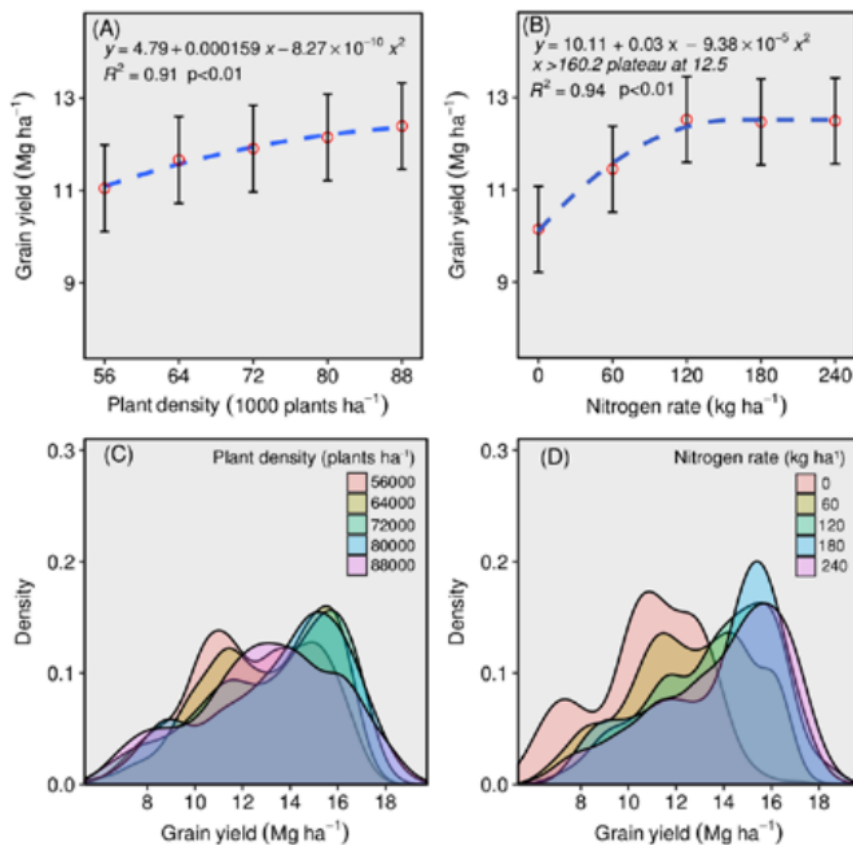 (A)
y = 4.79 + 0.000159 x − 8.27 × 10⁻¹⁰ x²
R² = 0.91 p<0.01
13
11
9
Grain yield (Mg ha⁻¹)
56 64 72 80 88
Plant density (1000 plants ha⁻¹)
(B)
y = 10.11 + 0.03 x − 9.38 × 10⁻⁵ x²
x >160.2 plateau at 12.5
R² = 0.94 p<0.01
13
11
9
Grain yield (Mg ha⁻¹)
0 60 120 180 240
Nitrogen rate (kg ha⁻¹)
(C)
Plant density (plants ha⁻¹)
56000
64000
72000
80000
88000
0.3
0.2
0.1
0.0
Density
8 10 12 14 16 18
Grain yield (Mg ha⁻¹)
(D)
Nitrogen rate (kg ha⁻¹)
0
60
120
180
240
0.3
0.2
0.1
0.0
Density
8 10 12 14 16 18
Grain yield (Mg ha⁻¹)